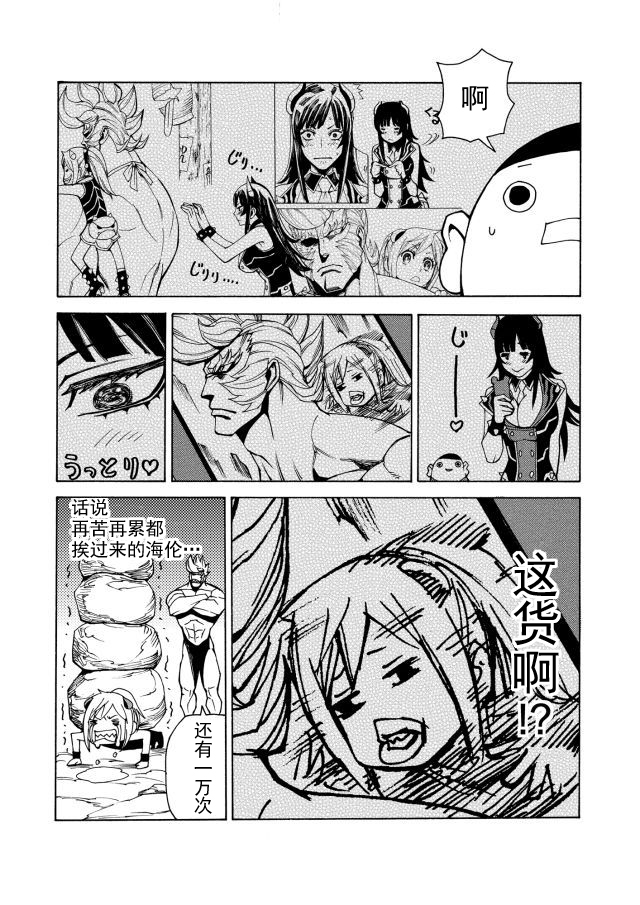 啊
じり…。
じりり…。
じ——♡
うっとり♡
这货啊!?
话说
再苦再累都
挨过来的海伦…
还有一万次